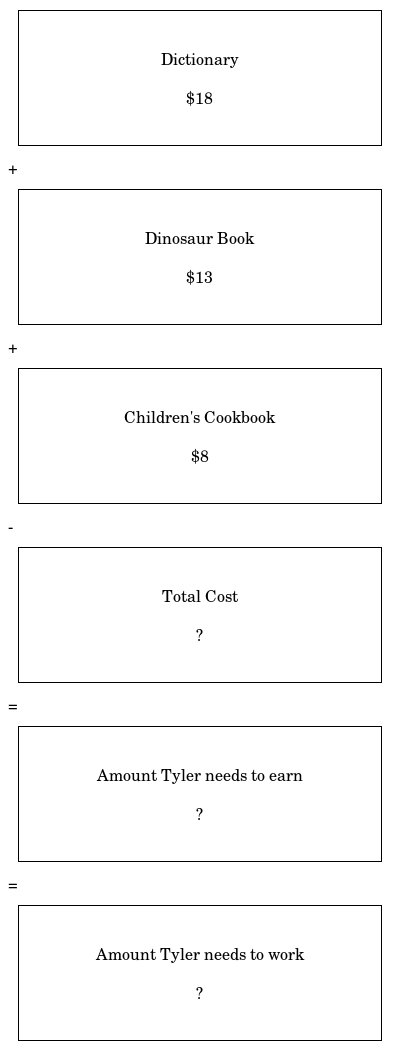 Dictionary
$18
+
Dinosaur Book
$13
+
Children's Cookbook
$8
-
Total Cost
?
=
Amount Tyler needs to earn
?
=
Amount Tyler needs to work
?